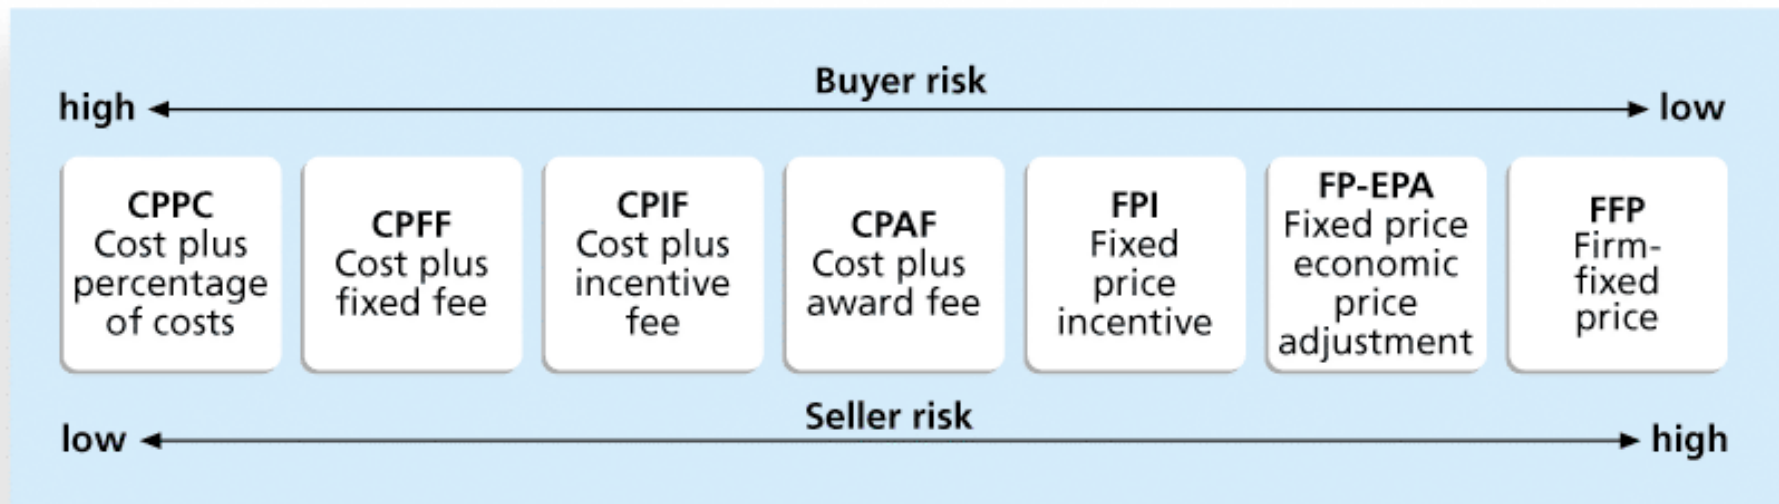 Buyer risk
high
low
CPPC
Cost plus
percentage
of costs
CPFF
Cost plus
fixed fee
CPIF
Cost plus
incentive
fee
CPAF
Cost plus
award fee
FPI
Fixed
price
incentive
FP-EPA
Fixed price
economic
price
adjustment
FFP
Firm-
fixed
price
Seller risk
low
high